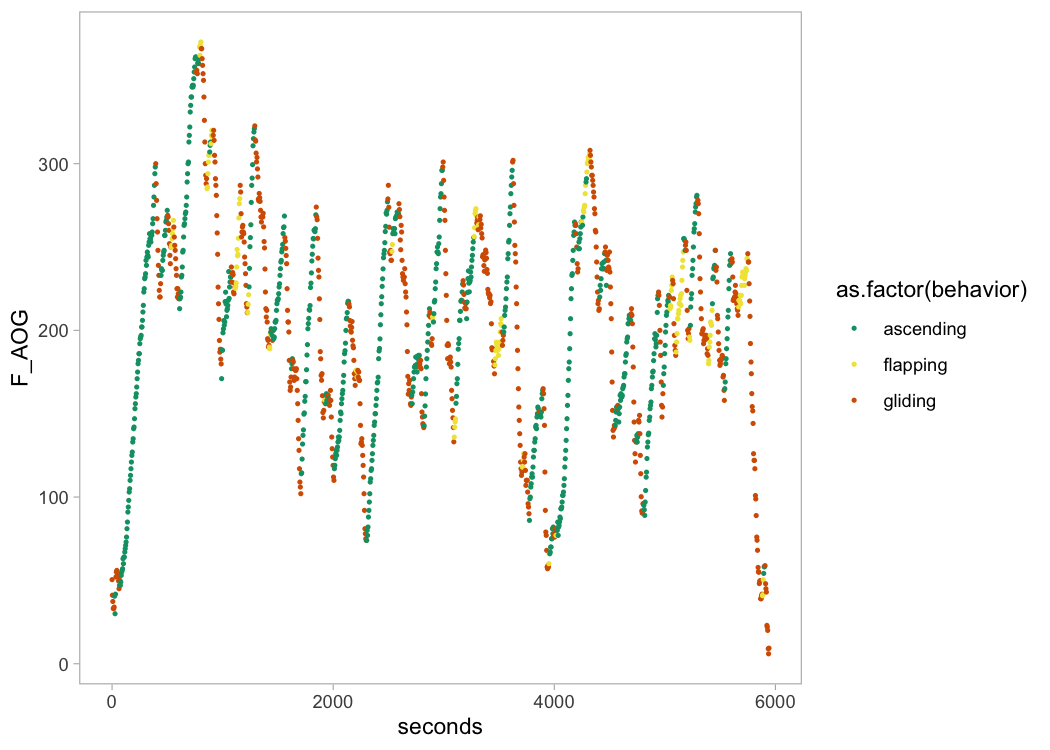 F_AOG
300
200
100
0
0 2000 4000 6000
seconds
as.factor(behavior)
ascending
flapping
gliding